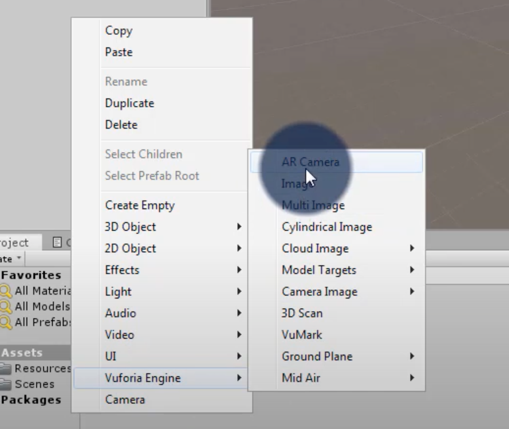 Copy
Paste
Rename
Duplicate
Delete
Select Children
Select Prefab Root
Create Empty
3D Object
2D Object
Effects
Light
Audio
Video
UI
Vuforia Engine
Camera
AR Camera
Image
Multi Image
Cylindrical Image
Cloud Image
Model Targets
Camera Image
3D Scan
VuMark
Ground Plane
Mid Air
roject
ate
Favorites
All Materia
All Models
All Prefabs
Assets
Resources
Scenes
Packages